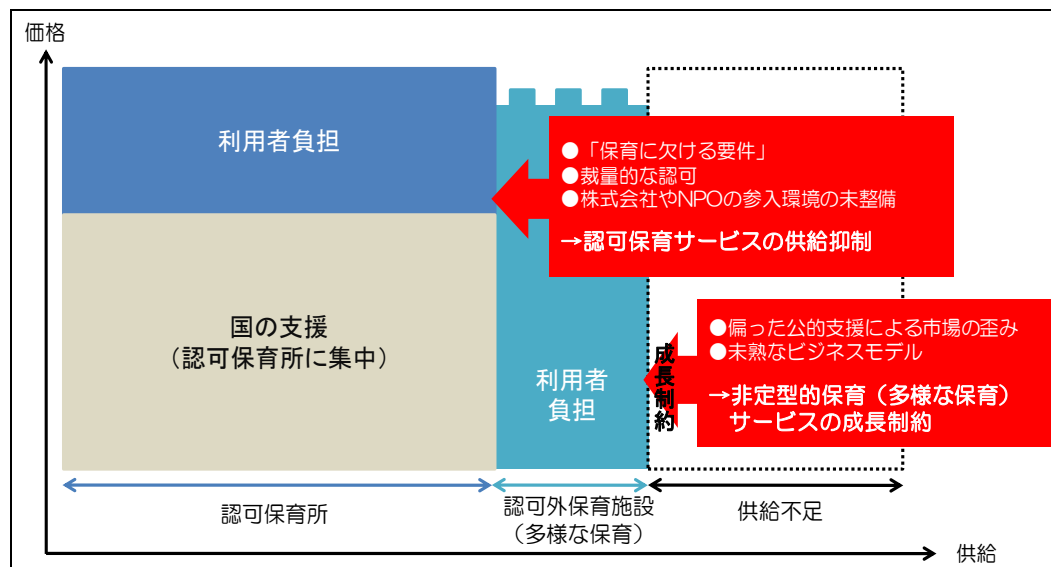 価格
利用者負担
国の支援
(認可保育所に集中)
利用者
負担
●「保育に欠ける要件」
●裁量的な認可
●株式会社やNPOの参入環境の未整備
→認可保育サービスの供給抑制
成長制約
●偏った公的支援による市場の歪み
●未熟なビジネスモデル
→非定型的保育(多様な保育)
サービスの成長制約
認可保育所
認可外保育施設
(多様な保育)
供給不足
供給